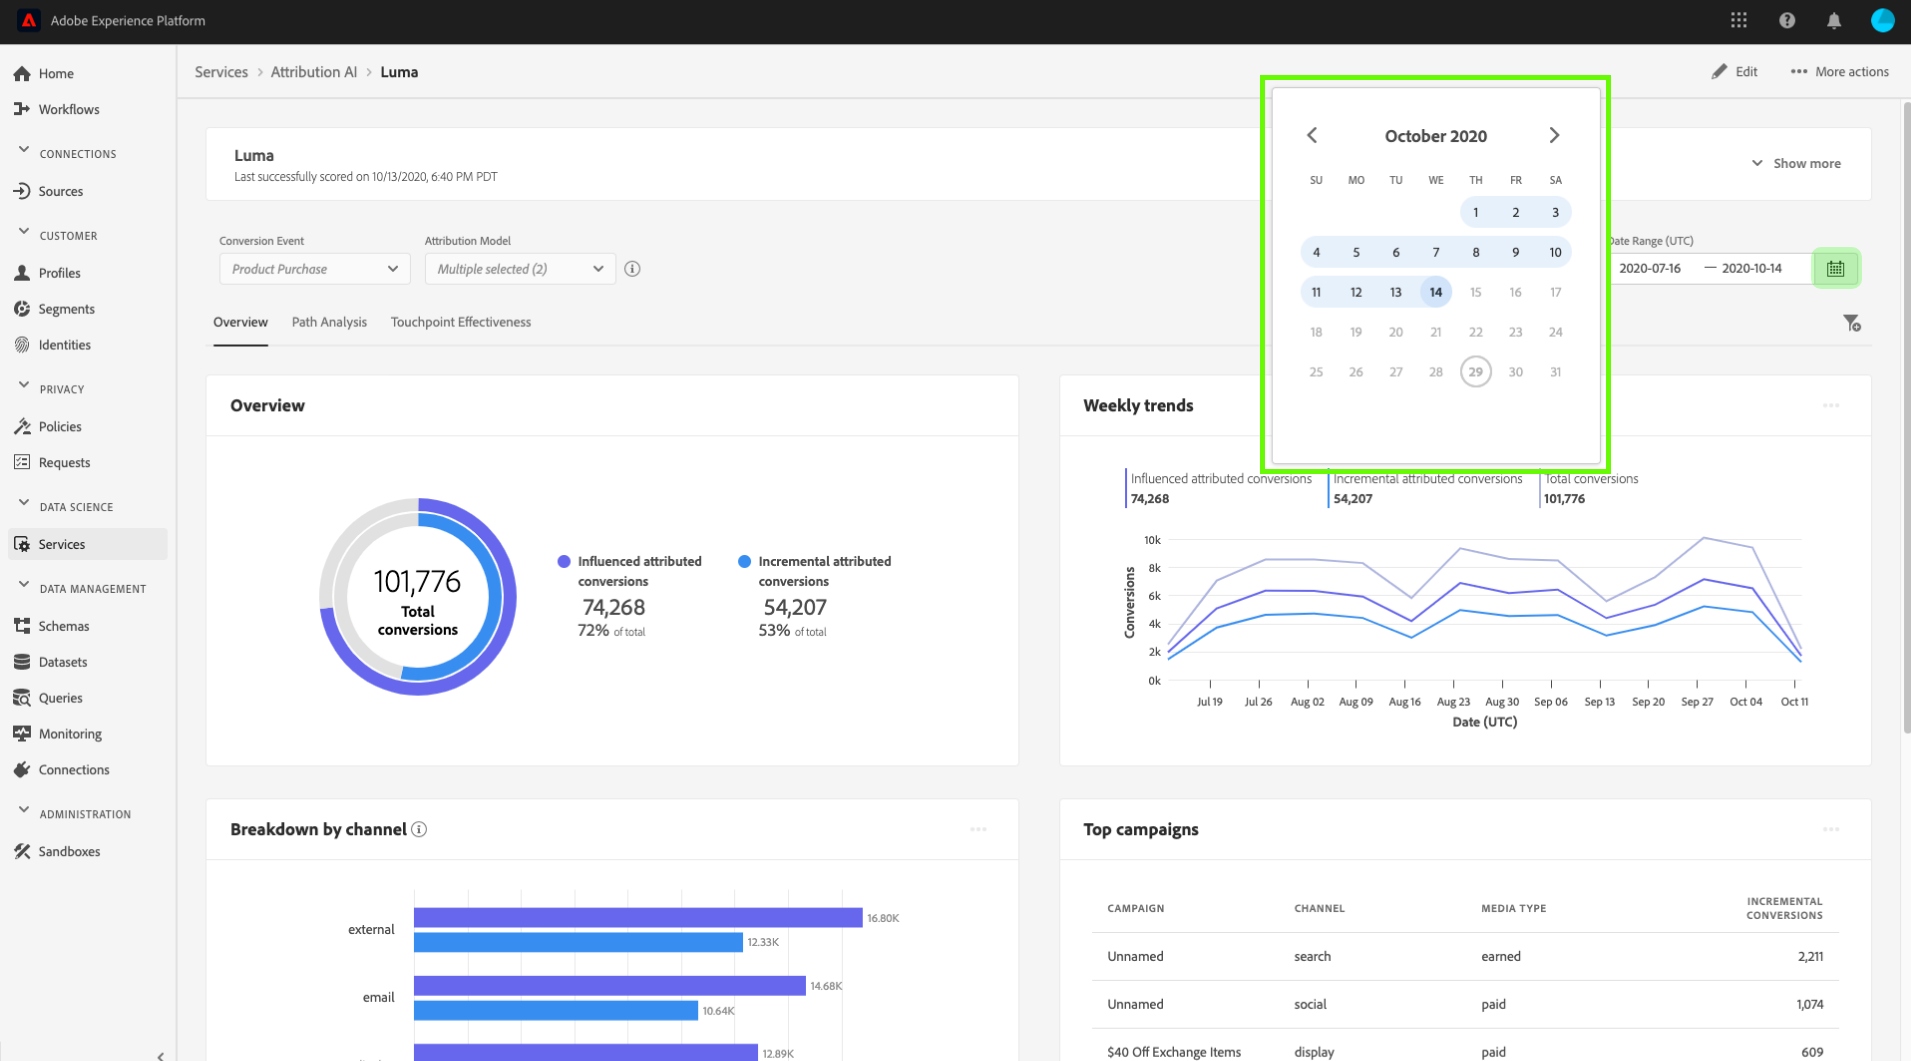 Adobe Experience Platform
Home
Workflows
CONNECTIONS
Sources
CUSTOMER
Profiles
Segments
Identities
PRIVACY
Policies
Requests
DATA SCIENCE
Services
DATA MANAGEMENT
Schemas
Datasets
Queries
Monitoring
Connections
ADMINISTRATION
Sandboxes
Services > Attribution AI > Luma
Edit
More actions
Luma
Last successfully scored on 10/13/2020, 6:40 PM PDT
Show more
Conversion Event
Product Purchase
Attribution Model
Multiple selected (2)
October 2020
SU MO TU WE TH FR SA
1 2 3
4 5 6 7 8 9 10
11 12 13 14 15 16 17
18 19 20 21 22 23 24
25 26 27 28 29 30 31
Date Range (UTC)
2020-07-16 — 2020-10-14
Overview Path Analysis Touchpoint Effectiveness
Overview
101,776
Total
conversions
Influenced attributed
conversions
74,268
72% of total
Incremental attributed
conversions
54,207
53% of total
Weekly trends
Influenced attributed conversions
74,268
Incremental attributed conversions
54,207
Total conversions
101,776
Conversions
10k
8k
6k
4k
2k
0k
Jul 19 Jul 26 Aug 02 Aug 09 Aug 16 Aug 23 Aug 30 Sep 06 Sep 13 Sep 20 Sep 27 Oct 04 Oct 11
Date (UTC)
Breakdown by channel
external
16.80K
12.33K
email
14.68K
10.64K
12.89K
Top campaigns
CAMPAIGN CHANNEL MEDIA TYPE INCREMENTAL
CONVERSIONS
Unnamed search earned 2,211
Unnamed social paid 1,074
$40 Off Exchange Items display paid 609